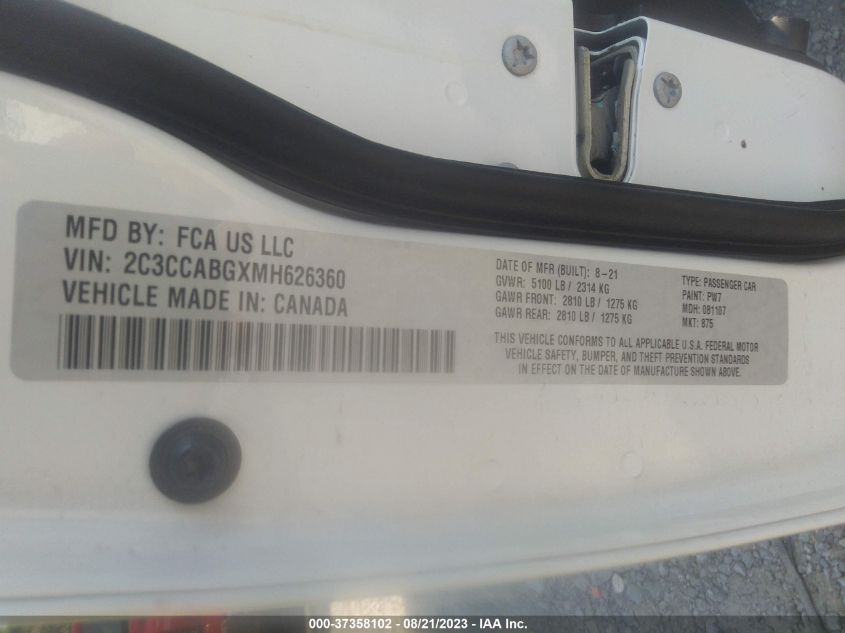 MFD BY: FCA US LLC
VIN: 2C3CCABGXMH626360
VEHICLE MADE IN: CANADA
DATE OF MFR (BUILT): 8-21
GVWR: 5100 LB / 2314 KG
GAWR FRONT: 2810 LB / 1275 KG
GAWR REAR: 2810 LB / 1275 KG
TYPE: PASSENGER CAR
PAINT: PW7
MDH: 081107
MKT: 875
THIS VEHICLE CONFORMS TO ALL APPLICABLE U.S.A. FEDERAL MOTOR
VEHICLE SAFETY, BUMPER, AND THEFT PREVENTION STANDARDS
IN EFFECT ON THE DATE OF MANUFACTURE SHOWN ABOVE.
000-37358102 - 08/21/2023 - IAA Inc.